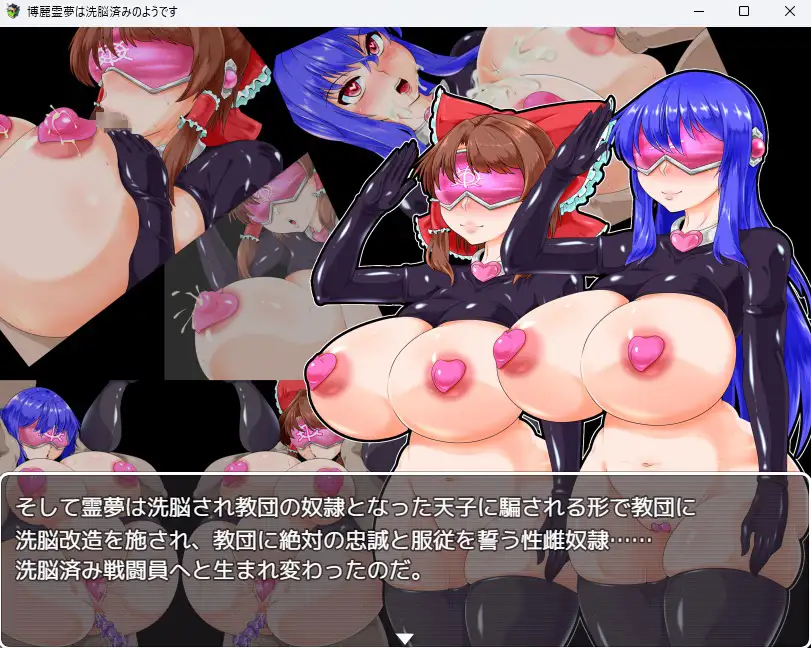 博麗霊夢は洗脳済みのようです
そして霊夢は洗脳され教団の奴隷となった天子に騙される形で教団に
洗脳改造を施され、教団に絶対の忠誠と服従を誓う性雌奴隷……
洗脳済み戦闘員へと生まれ変わったのだ。